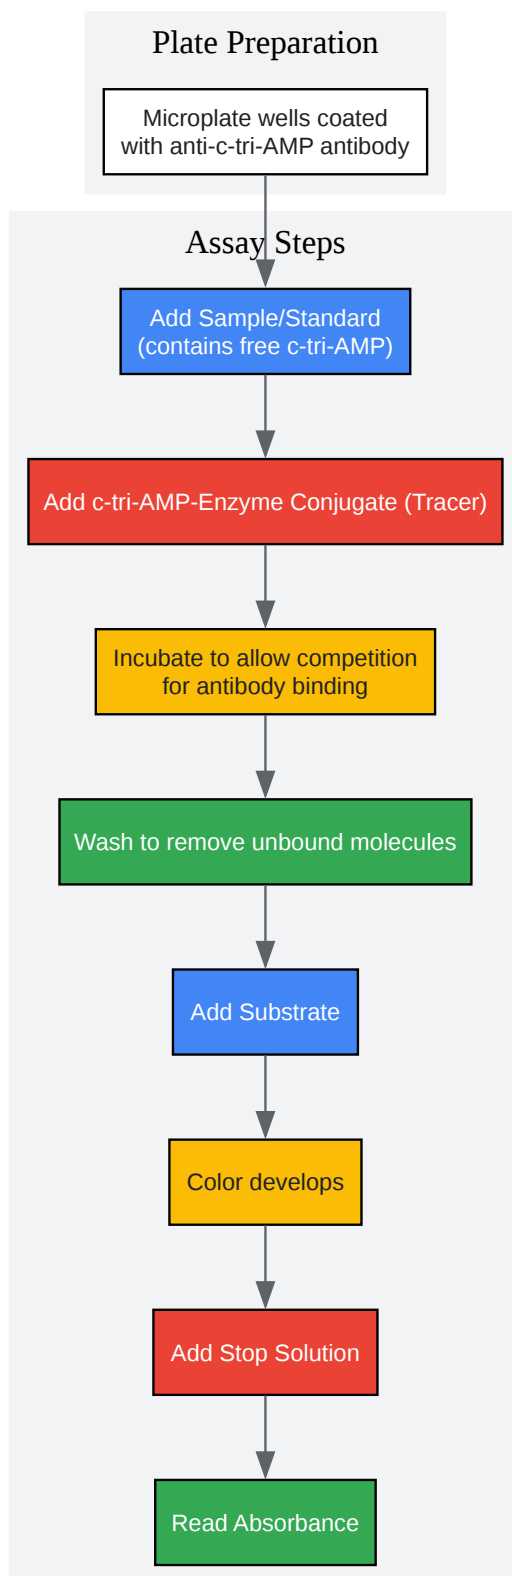 Plate Preparation
Microplate wells coated
with anti-c-tri-AMP antibody
Assay Steps
Add Sample/Standard
(contains free c-tri-AMP)
Add c-tri-AMP-Enzyme Conjugate (Tracer)
Incubate to allow competition
for antibody binding
Wash to remove unbound molecules
Add Substrate
Color develops
Add Stop Solution
Read Absorbance